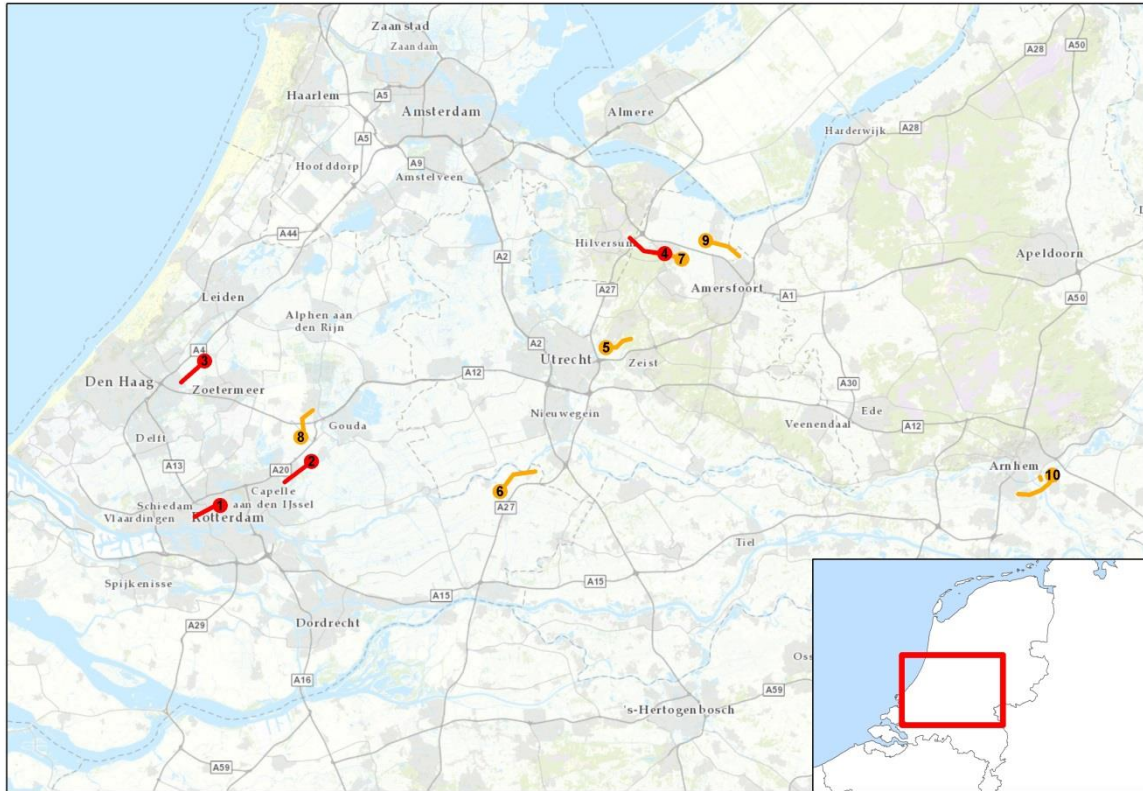 Zaanstad
Zaandam
A28
A50
Haarlem
A5
Amsterdam
Almere
Harderwijk
A28
A5
Hoofddorp
A9
Amstelveen
A44
A2
Hilversum
4
7
9
Apeldoorn
Leiden
A27
Amersfoort
A1
A50
Alphen aan
den Rijn
A4
3
A2
5
Utrecht
Zeist
Den Haag
Zoetermeer
A12
A30
8
Gouda
Nieuwegein
Ede
Veenendaal
A12
Delft
A13
A20
2
Arnhem
10
Capelle
aan den IJssel
6
A27
Schiedam
1
Vlaardingen
Rotterdam
Tiel
Spijkenisse
A15
A15
A29
Dordrecht
Oss
A16
A59
's-Hertogenbosch
A59